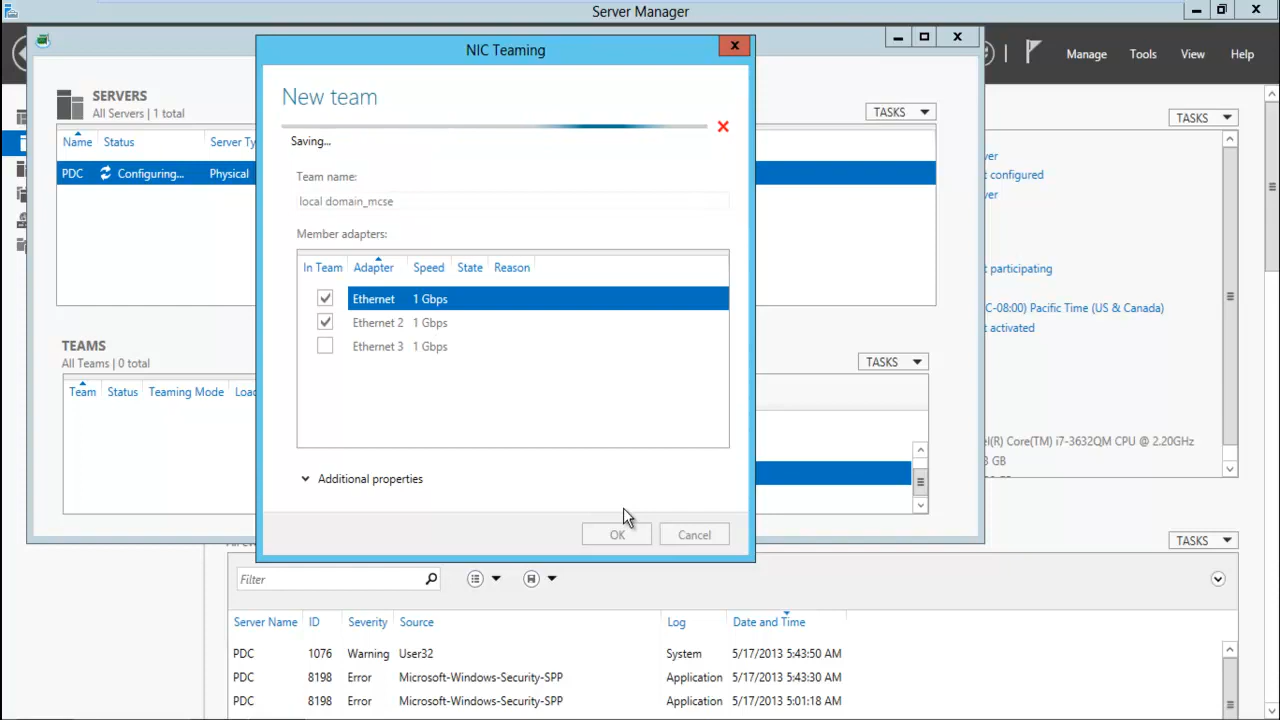 Server Manager
Manage Tools View Help
NIC Teaming
New team
Saving...
Team name:
local domain_mcse
Member adapters:
In Team Adapter Speed State Reason
Ethernet 1 Gbps
Ethernet 2 1 Gbps
Ethernet 3 1 Gbps
Additional properties
OK Cancel
SERVERS
All Servers | 1 total
TASKS
Name Status Server Ty
PDC Configuring... Physical
TEAMS
All Teams | 0 total
TASKS
Team Status Teaming Mode Loa
TASKS
ver
t configured
ver
t participating
C-08:00) Pacific Time (US & Canada)
t activated
el(R) Core(TM) i7-3632QM CPU @ 2.20GHz
3 GB
TASKS
Filter
Server Name ID Severity Source Log Date and Time
PDC 1076 Warning User32 System 5/17/2013 5:43:50 AM
PDC 8198 Error Microsoft-Windows-Security-SPP Application 5/17/2013 5:43:30 AM
PDC 8198 Error Microsoft-Windows-Security-SPP Application 5/17/2013 5:01:18 AM